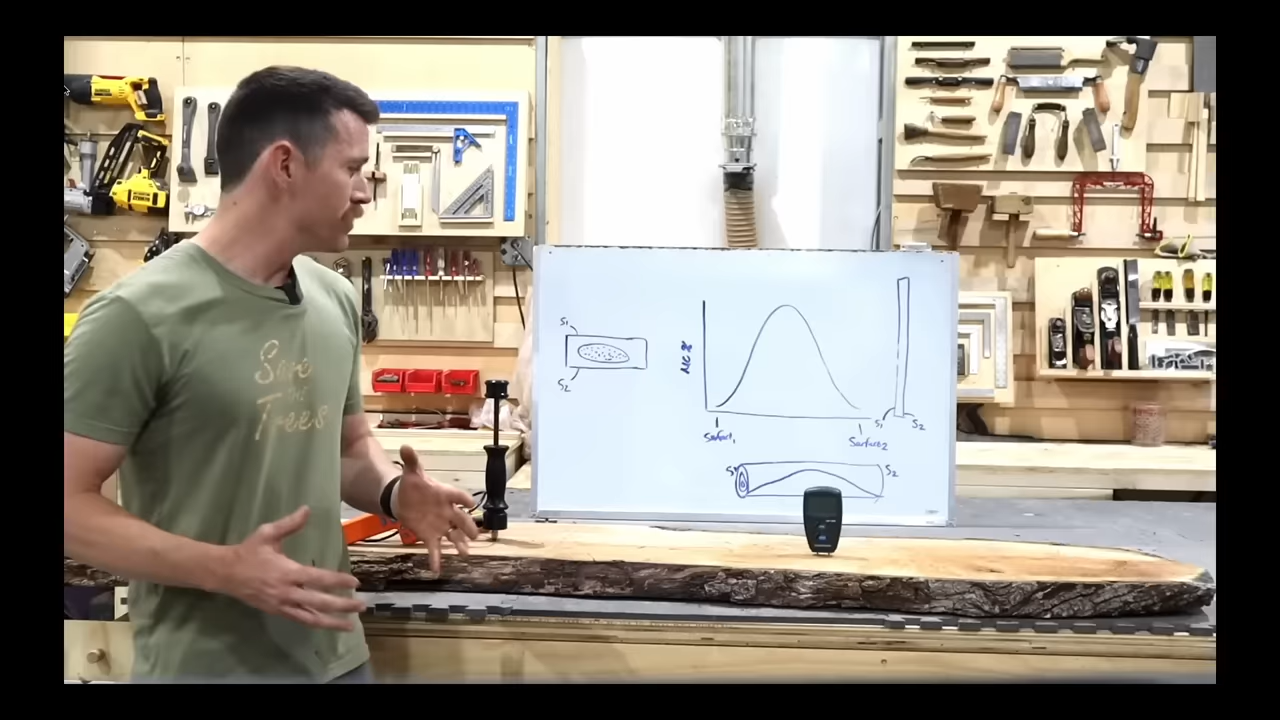 Save
THE
Trees
S1
S2
MC %
Surface1
Surface2
S1
S2
S1
S2